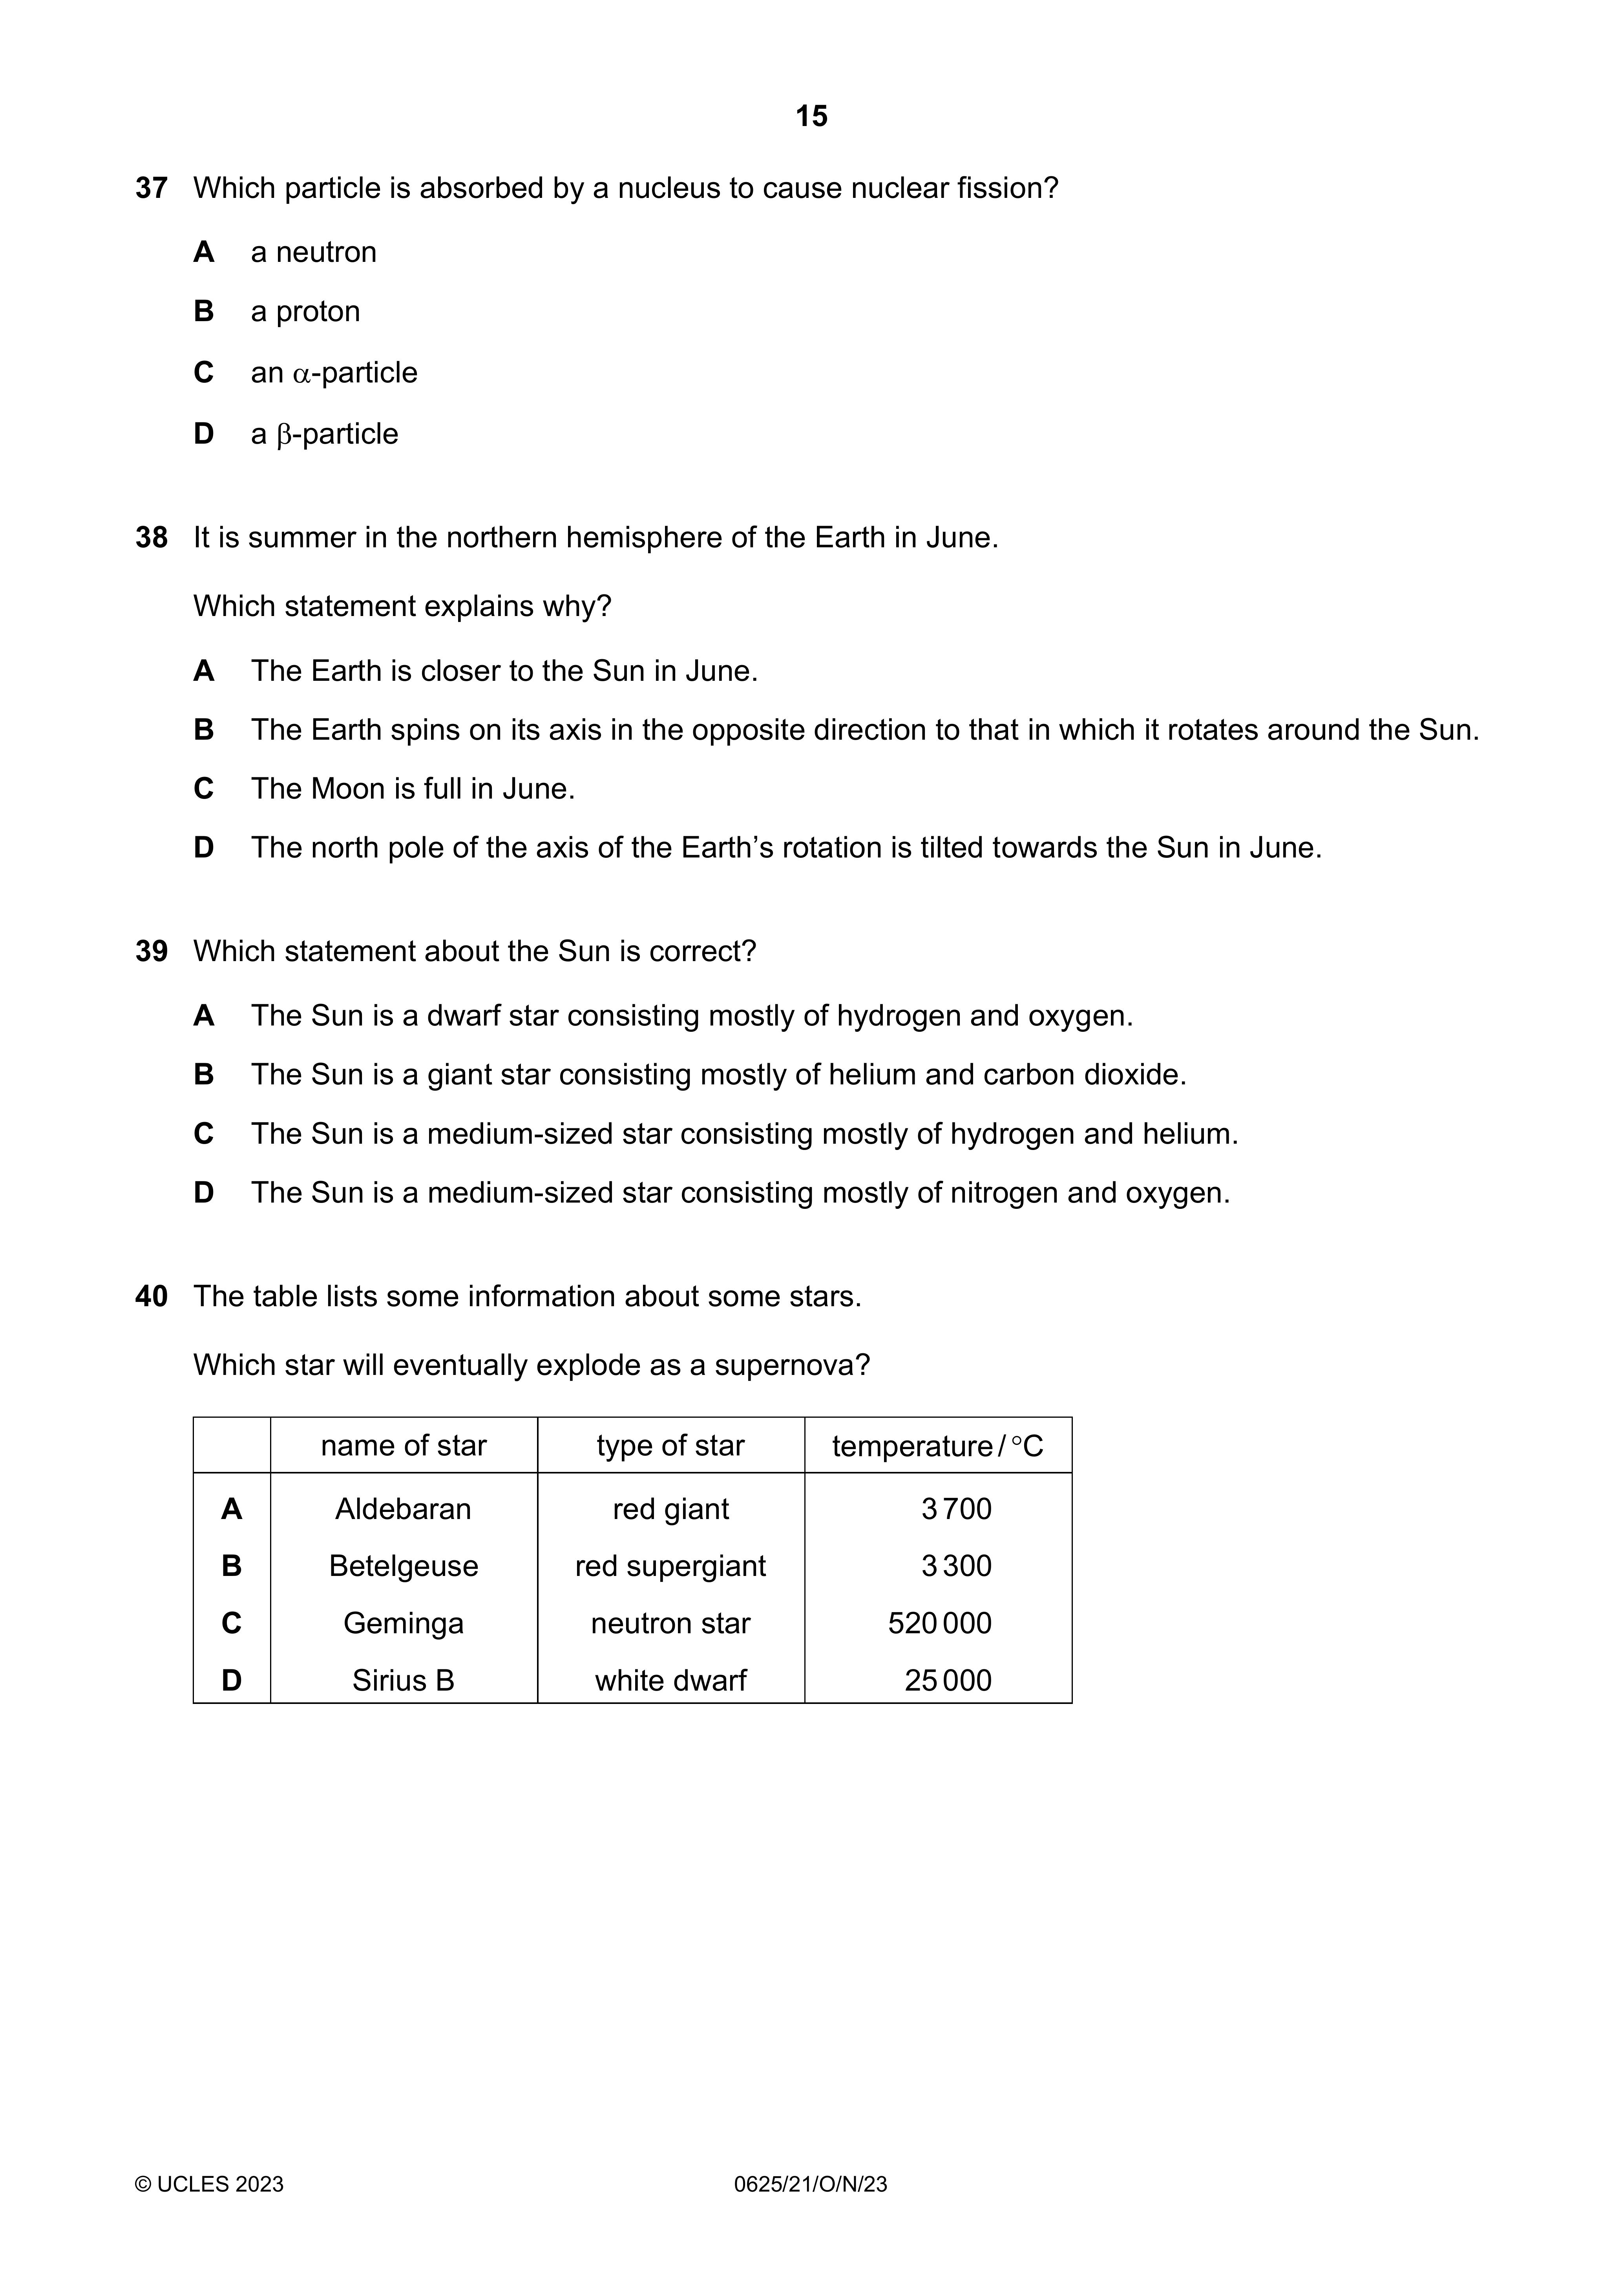 15
37 Which particle is absorbed by a nucleus to cause nuclear fission?
A a neutron
B a proton
C an α-particle
D a β-particle
38 It is summer in the northern hemisphere of the Earth in June.
Which statement explains why?
A The Earth is closer to the Sun in June.
B The Earth spins on its axis in the opposite direction to that in which it rotates around the Sun.
C The Moon is full in June.
D The north pole of the axis of the Earth’s rotation is tilted towards the Sun in June.
39 Which statement about the Sun is correct?
A The Sun is a dwarf star consisting mostly of hydrogen and oxygen.
B The Sun is a giant star consisting mostly of helium and carbon dioxide.
C The Sun is a medium-sized star consisting mostly of hydrogen and helium.
D The Sun is a medium-sized star consisting mostly of nitrogen and oxygen.
40 The table lists some information about some stars.
Which star will eventually explode as a supernova?
name of star type of star temperature / °C
A Aldebaran red giant 3 700
B Betelgeuse red supergiant 3 300
C Geminga neutron star 520 000
D Sirius B white dwarf 25 000
© UCLES 2023 0625/21/O/N/23